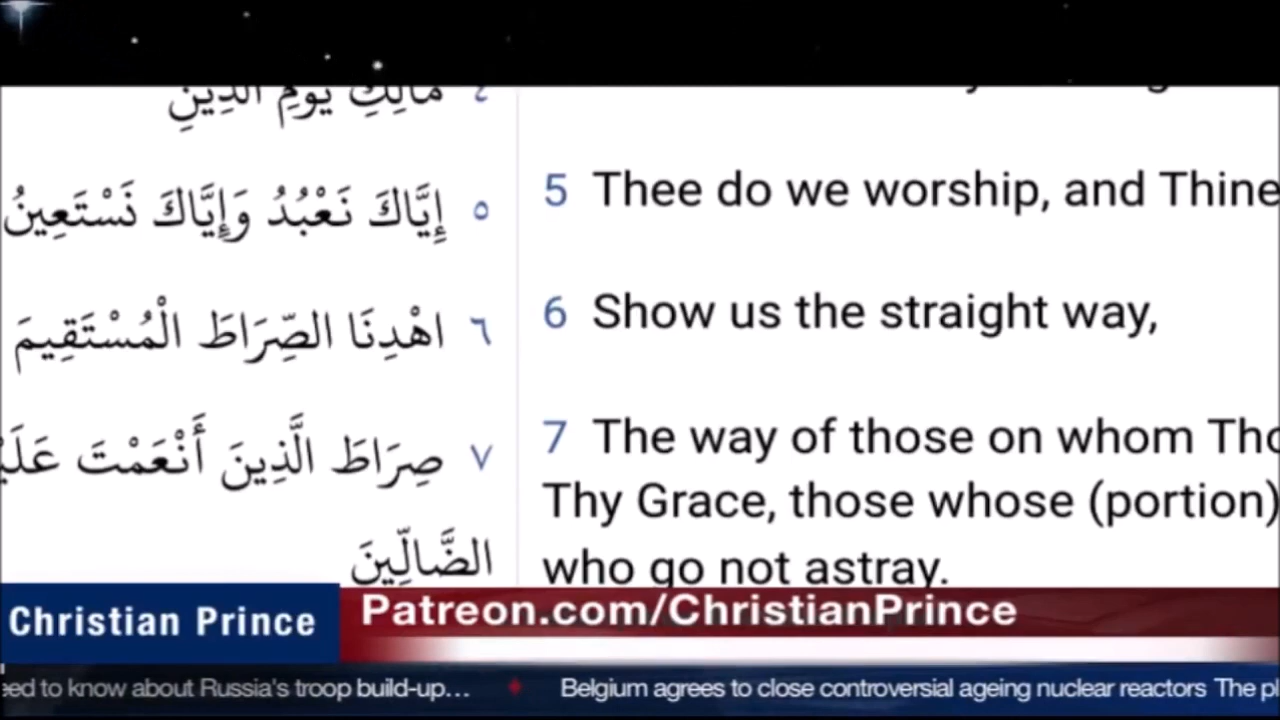 مَالِكِ يَوْمِ الدِّينِ ٤
إِيَّاكَ نَعْبُدُ وَإِيَّاكَ نَسْتَعِينُ ٥
5 Thee do we worship, and Thine
اهْدِنَا الصِّرَاطَ الْمُسْتَقِيمَ ٦
6 Show us the straight way,
صِرَاطَ الَّذِينَ أَنْعَمْتَ ٧
الضَّالِّينَ
7 The way of those on whom
Thy Grace, those whose (portion)
who go not astray.
Christian Prince
Patreon.com/ChristianPrince
to know about Russia's troop build-up... Belgium agrees to close controversial ageing nuclear reactors The